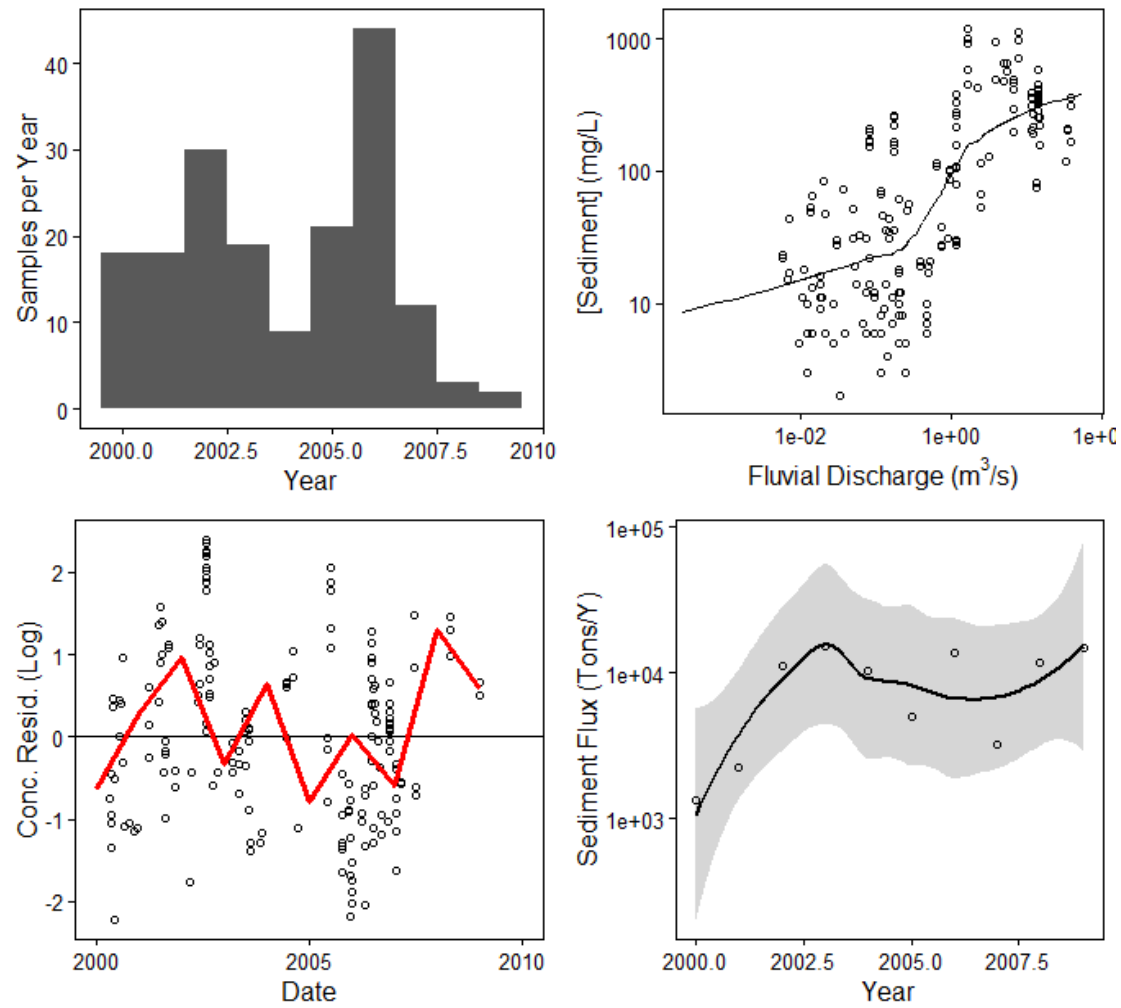 40
30
20
10
0
Samples per Year
2000.0 2002.5 2005.0 2007.5 2010
Year
1000
100
10
[Sediment] (mg/L)
1e-02 1e+00 1e+0
Fluvial Discharge (m³/s)
2
1
0
-1
-2
Conc. Resid. (Log)
2000 2005 2010
Date
1e+05
1e+04
1e+03
Sediment Flux (Tons/Y)
2000.0 2002.5 2005.0 2007.5
Year